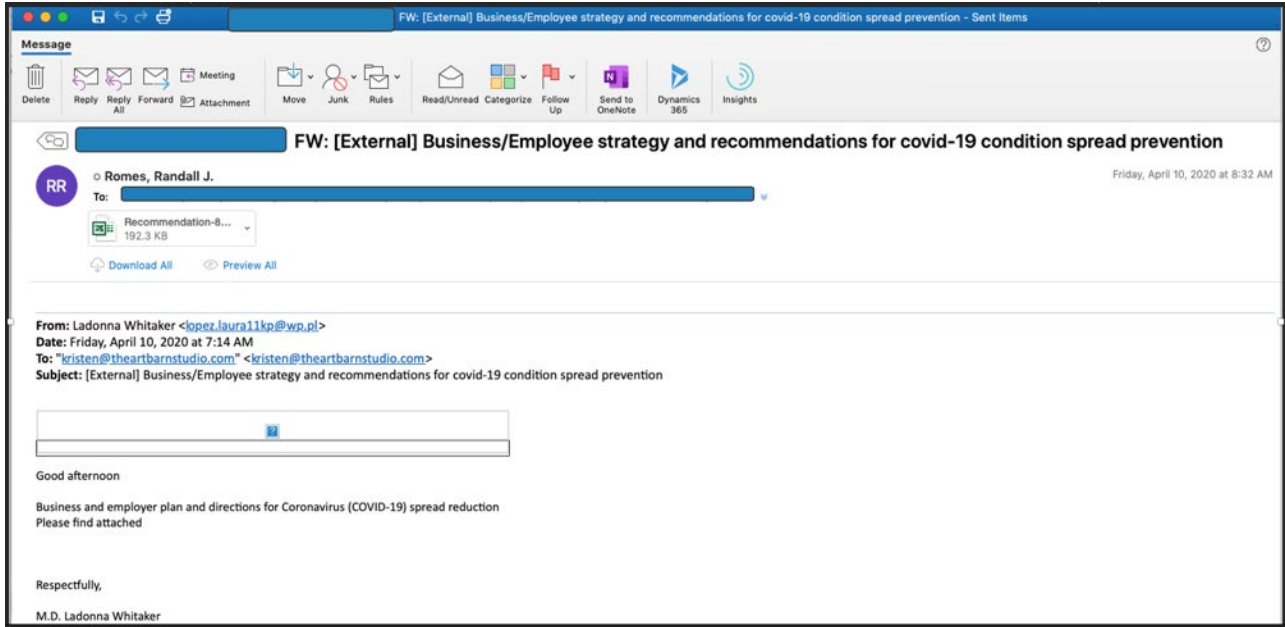 FW: [External] Business/Employee strategy and recommendations for covid-19 condition spread prevention - Sent Items
Message
Delete
Reply
Reply All
Forward
Meeting
Attachment
Move
Junk
Rules
Read/Unread
Categorize
Follow Up
Send to OneNote
Dynamics 365
Insights
FW: [External] Business/Employee strategy and recommendations for covid-19 condition spread prevention
RR
Romes, Randall J.
Friday, April 10, 2020 at 8:32 AM
To:
Recommendation-8...
192.3 KB
Download All
Preview All
From: Ladonna Whitaker <lopez.laura11kp@wp.pl>
Date: Friday, April 10, 2020 at 7:14 AM
To: "kristen@theartbarnstudio.com" <kristen@theartbarnstudio.com>
Subject: [External] Business/Employee strategy and recommendations for covid-19 condition spread prevention
Good afternoon
Business and employer plan and directions for Coronavirus (COVID-19) spread reduction
Please find attached
Respectfully,
M.D. Ladonna Whitaker